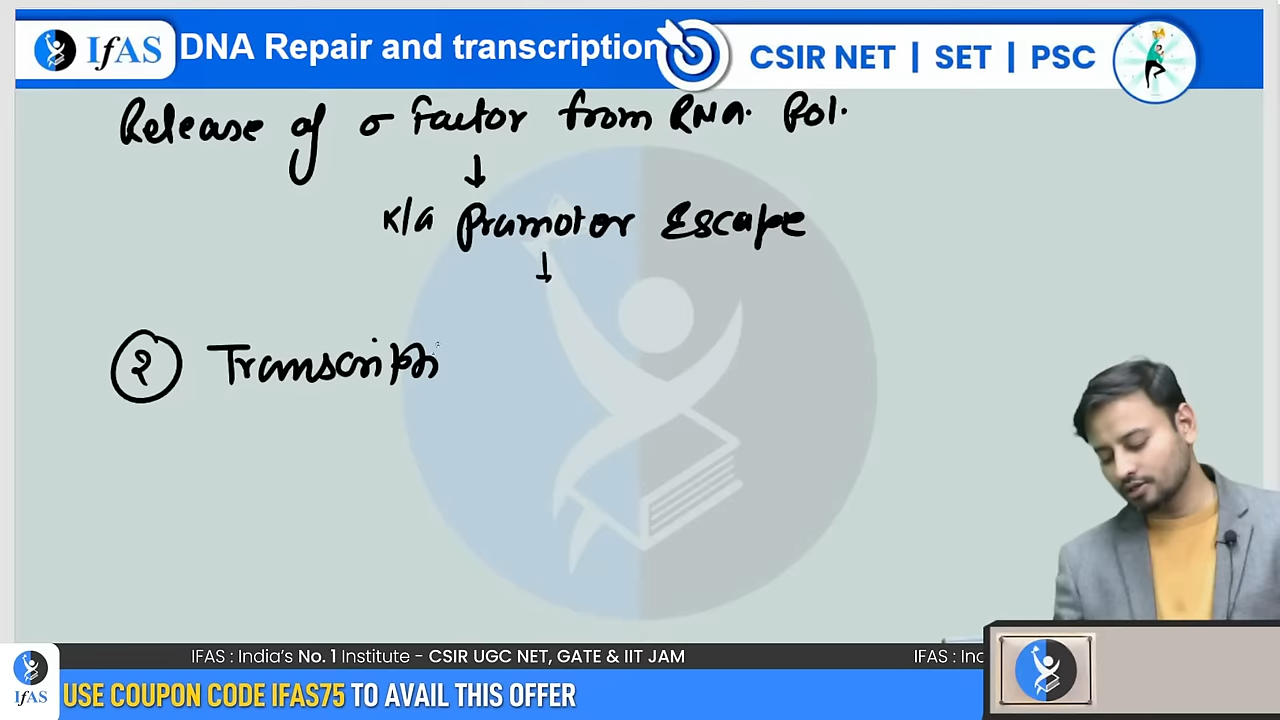 IfAS
DNA Repair and transcription
CSIR NET | SET | PSC
Release of σ Factor from RNA. Pol.
↓
K/a Promotor Escape
↓
② Transcripti
IFAS : India's No. 1 Institute - CSIR UGC NET, GATE & IIT JAM
IFAS : Inc
IfAS
USE COUPON CODE IFAS75 TO AVAIL THIS OFFER